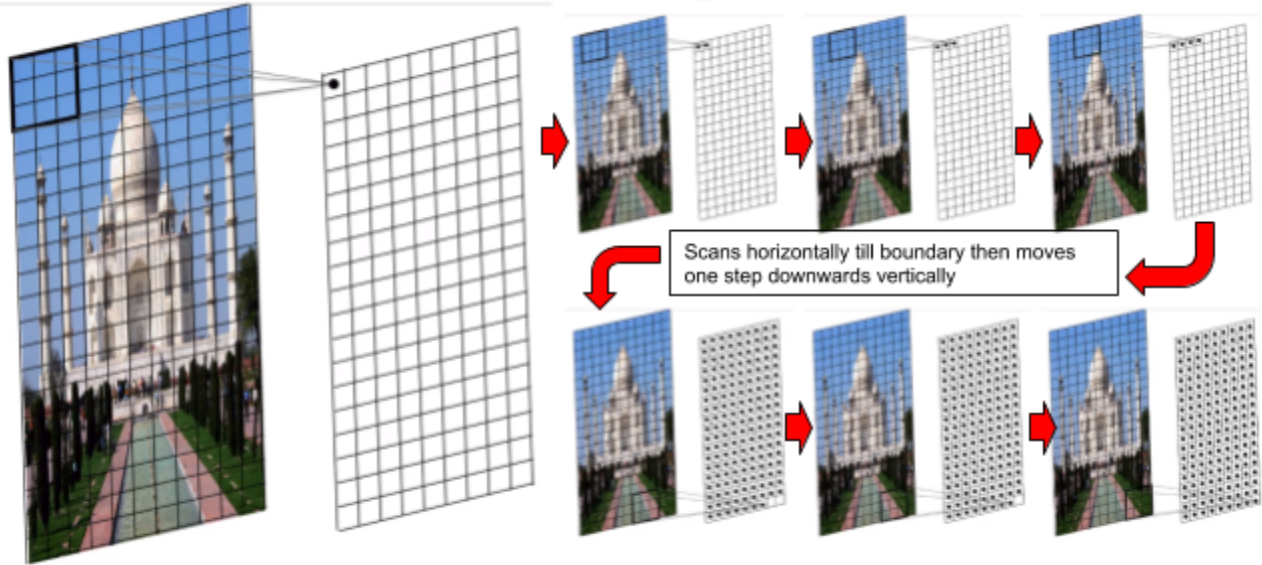 Scans horizontally till boundary then moves
one step downwards vertically